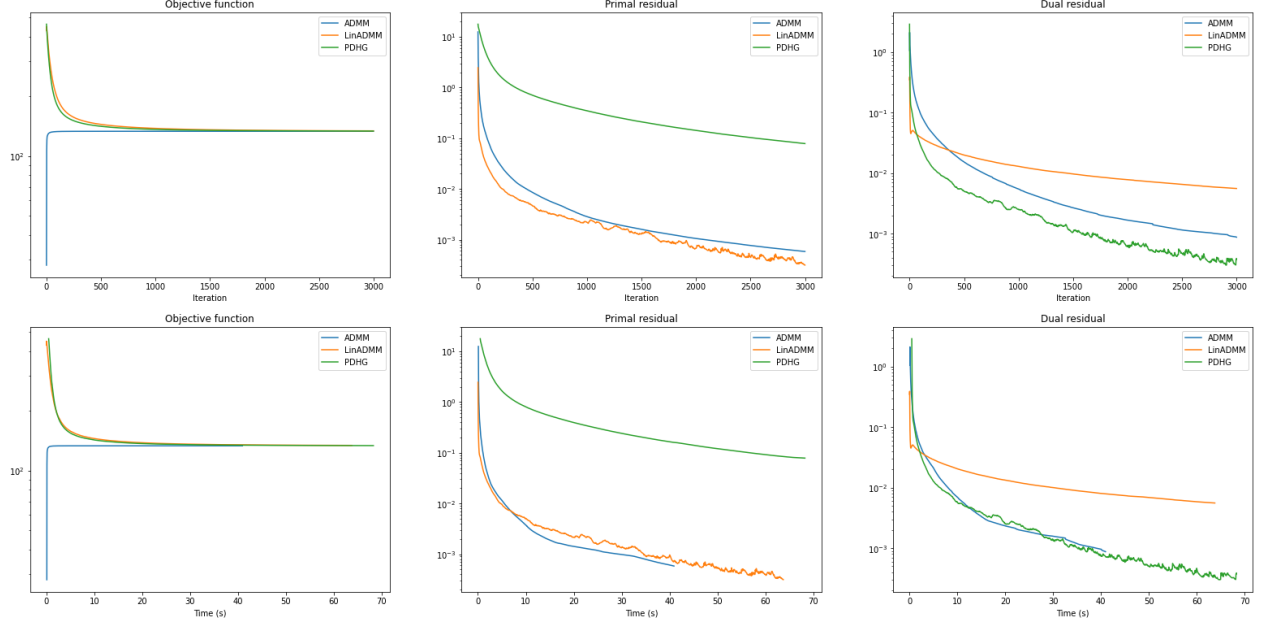 Objective function
ADMM
LinADMM
PDHG
10²
0 500 1000 1500 2000 2500 3000
Iteration
Primal residual
ADMM
LinADMM
PDHG
10¹
10⁰
10⁻¹
10⁻²
10⁻³
0 500 1000 1500 2000 2500 3000
Iteration
Dual residual
ADMM
LinADMM
PDHG
10⁰
10⁻¹
10⁻²
10⁻³
0 500 1000 1500 2000 2500 3000
Iteration
Objective function
ADMM
LinADMM
PDHG
10²
0 10 20 30 40 50 60 70
Time (s)
Primal residual
ADMM
LinADMM
PDHG
10¹
10⁰
10⁻¹
10⁻²
10⁻³
0 10 20 30 40 50 60 70
Time (s)
Dual residual
ADMM
LinADMM
PDHG
10⁰
10⁻¹
10⁻²
10⁻³
0 10 20 30 40 50 60 70
Time (s)